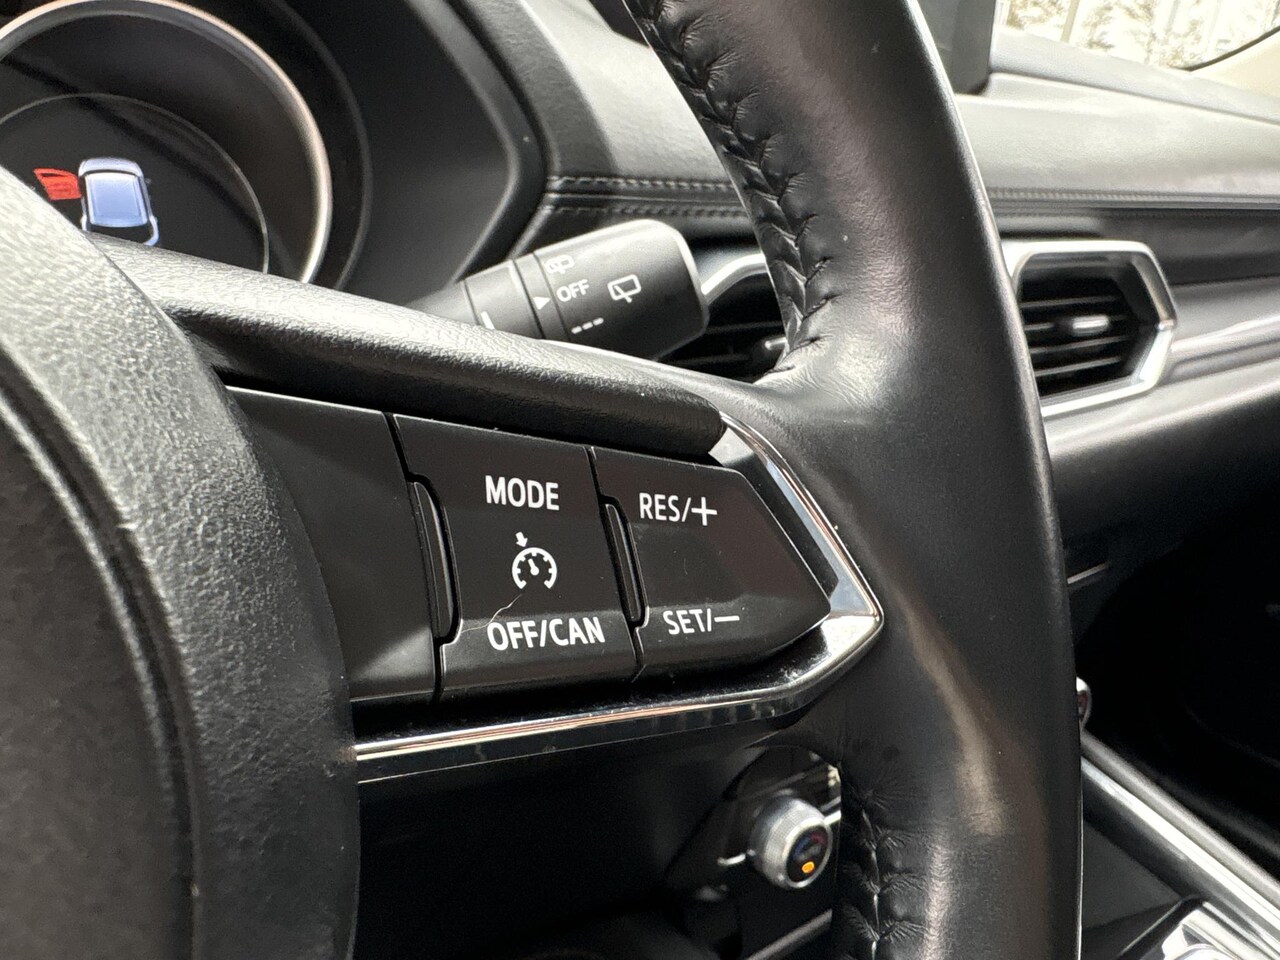 OFF
MODE
RES/+
OFF/CAN
SET/—